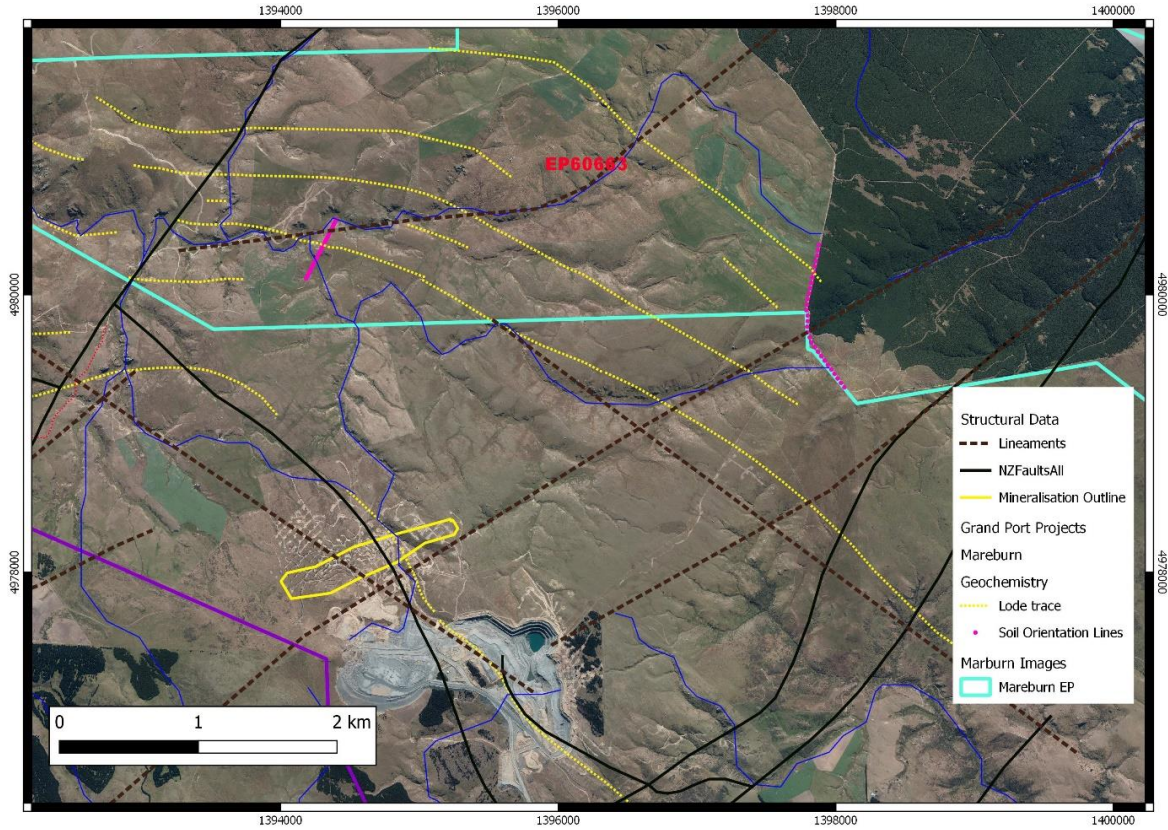 1394000
1396000
1398000
1400000
EP60663
4980000
4980000
Structural Data
Lineaments
NZFaultsAll
Mineralisation Outline
Grand Port Projects
Mareburn
Geochemistry
Lode trace
Soil Orientation Lines
Marburn Images
Mareburn EP
4978000
4978000
0 1 2 km
1394000
1396000
1398000
1400000